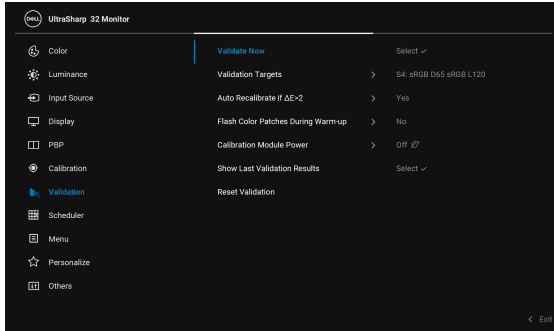 DELL UltraSharp 32 Monitor
Color
Validate Now Select
Luminance
Validation Targets > S4: sRGB D65 sRGB L120
Input Source
Auto Recalibrate if ΔE>2 > Yes
Display
Flash Color Patches During Warm-up > No
PBP
Calibration Module Power > Off
Calibration
Show Last Validation Results Select
Validation
Reset Validation
Scheduler
Menu
Personalize
Others
< Exit